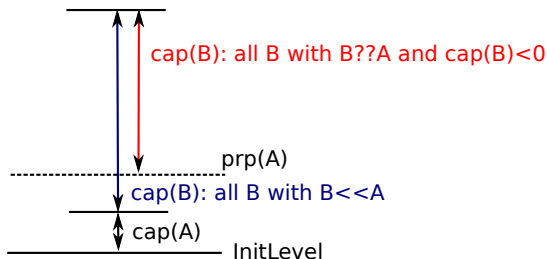 cap(B): all B with B??A and cap(B)<0
prp(A)
cap(B): all B with B<<A
cap(A)
InitLevel